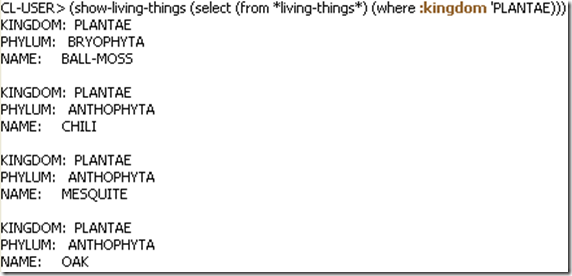 CL-USER> (show-living-things (select (from *living-things*) (where :kingdom 'PLANTAE)))
KINGDOM: PLANTAE
PHYLUM: BRYOPHYTA
NAME: BALL-MOSS
KINGDOM: PLANTAE
PHYLUM: ANTHOPHYTA
NAME: CHILI
KINGDOM: PLANTAE
PHYLUM: ANTHOPHYTA
NAME: MESQUITE
KINGDOM: PLANTAE
PHYLUM: ANTHOPHYTA
NAME: OAK